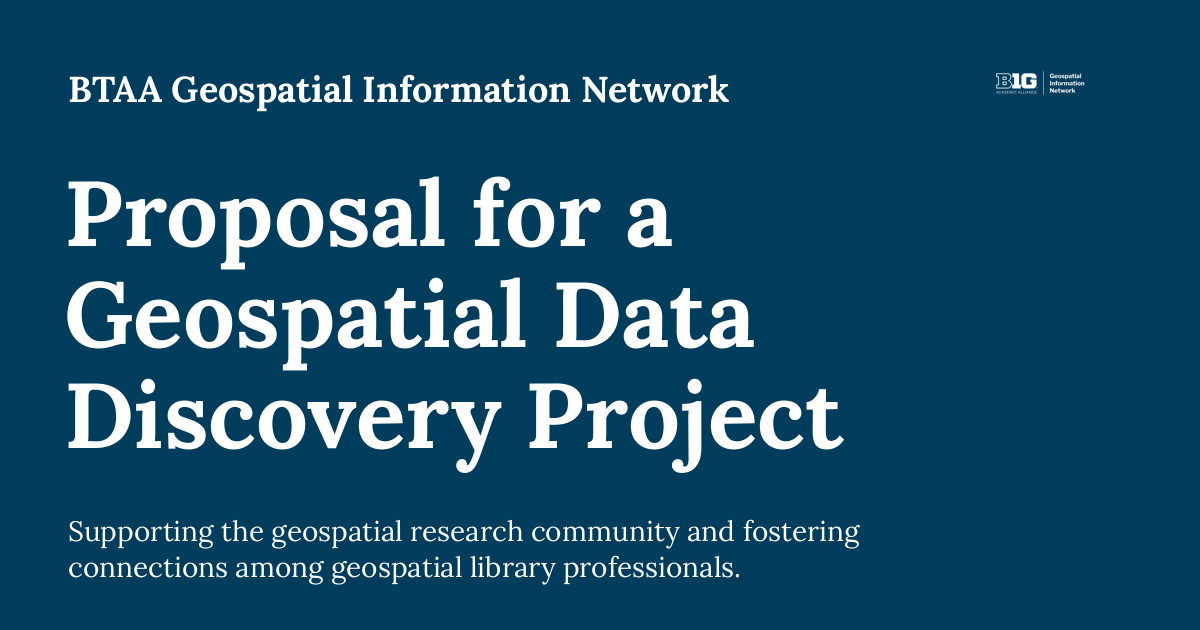 BTAA Geospatial Information Network
BIG
ACADEMIC ALLIANCE
Geospatial
Information
Network
Proposal for a
Geospatial Data
Discovery Project
Supporting the geospatial research community and fostering
connections among geospatial library professionals.